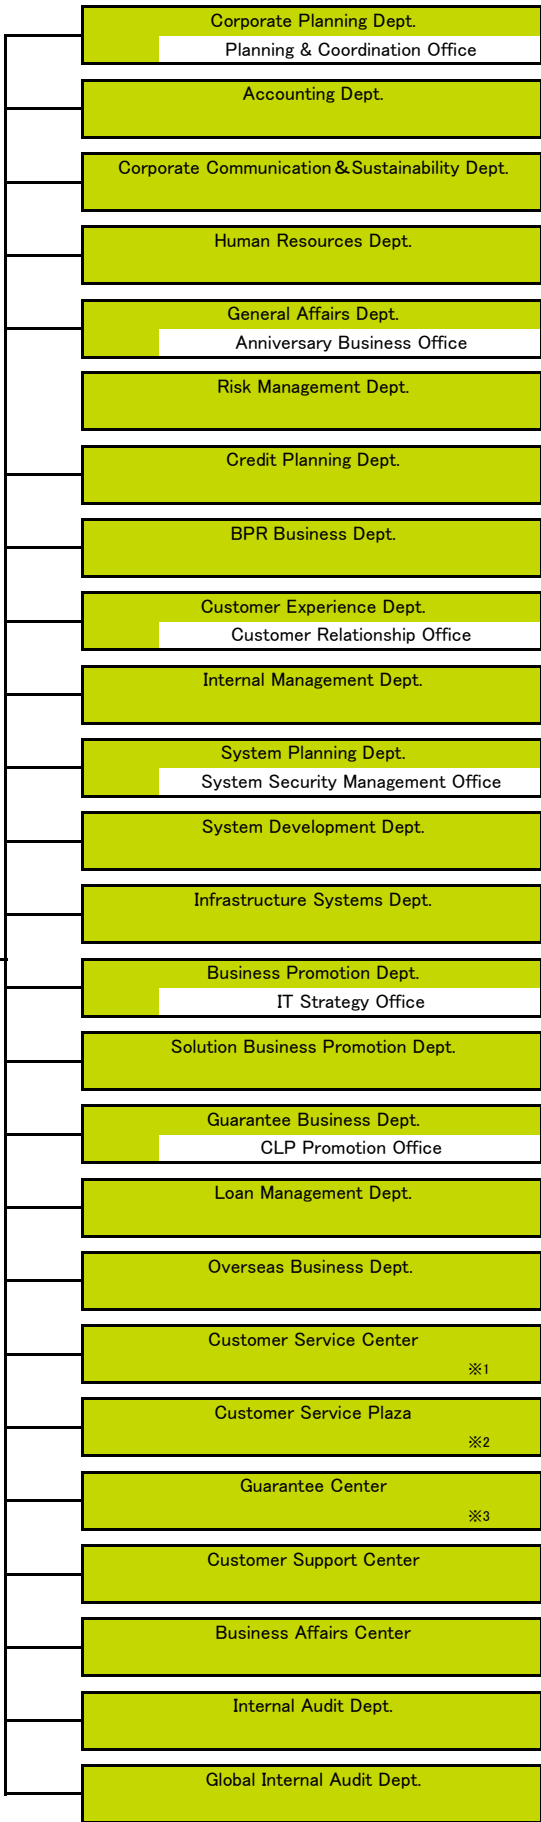 Corporate Planning Dept.
Planning & Coordination Office
Accounting Dept.
Corporate Communication＆Sustainability Dept.
Human Resources Dept.
General Affairs Dept.
Anniversary Business Office
Risk Management Dept.
Credit Planning Dept.
BPR Business Dept.
Customer Experience Dept.
Customer Relationship Office
Internal Management Dept.
System Planning Dept.
System Security Management Office
System Development Dept.
Infrastructure Systems Dept.
Business Promotion Dept.
IT Strategy Office
Solution Business Promotion Dept.
Guarantee Business Dept.
CLP Promotion Office
Loan Management Dept.
Overseas Business Dept.
Customer Service Center
※1
Customer Service Plaza
※2
Guarantee Center
※3
Customer Support Center
Business Affairs Center
Internal Audit Dept.
Global Internal Audit Dept.